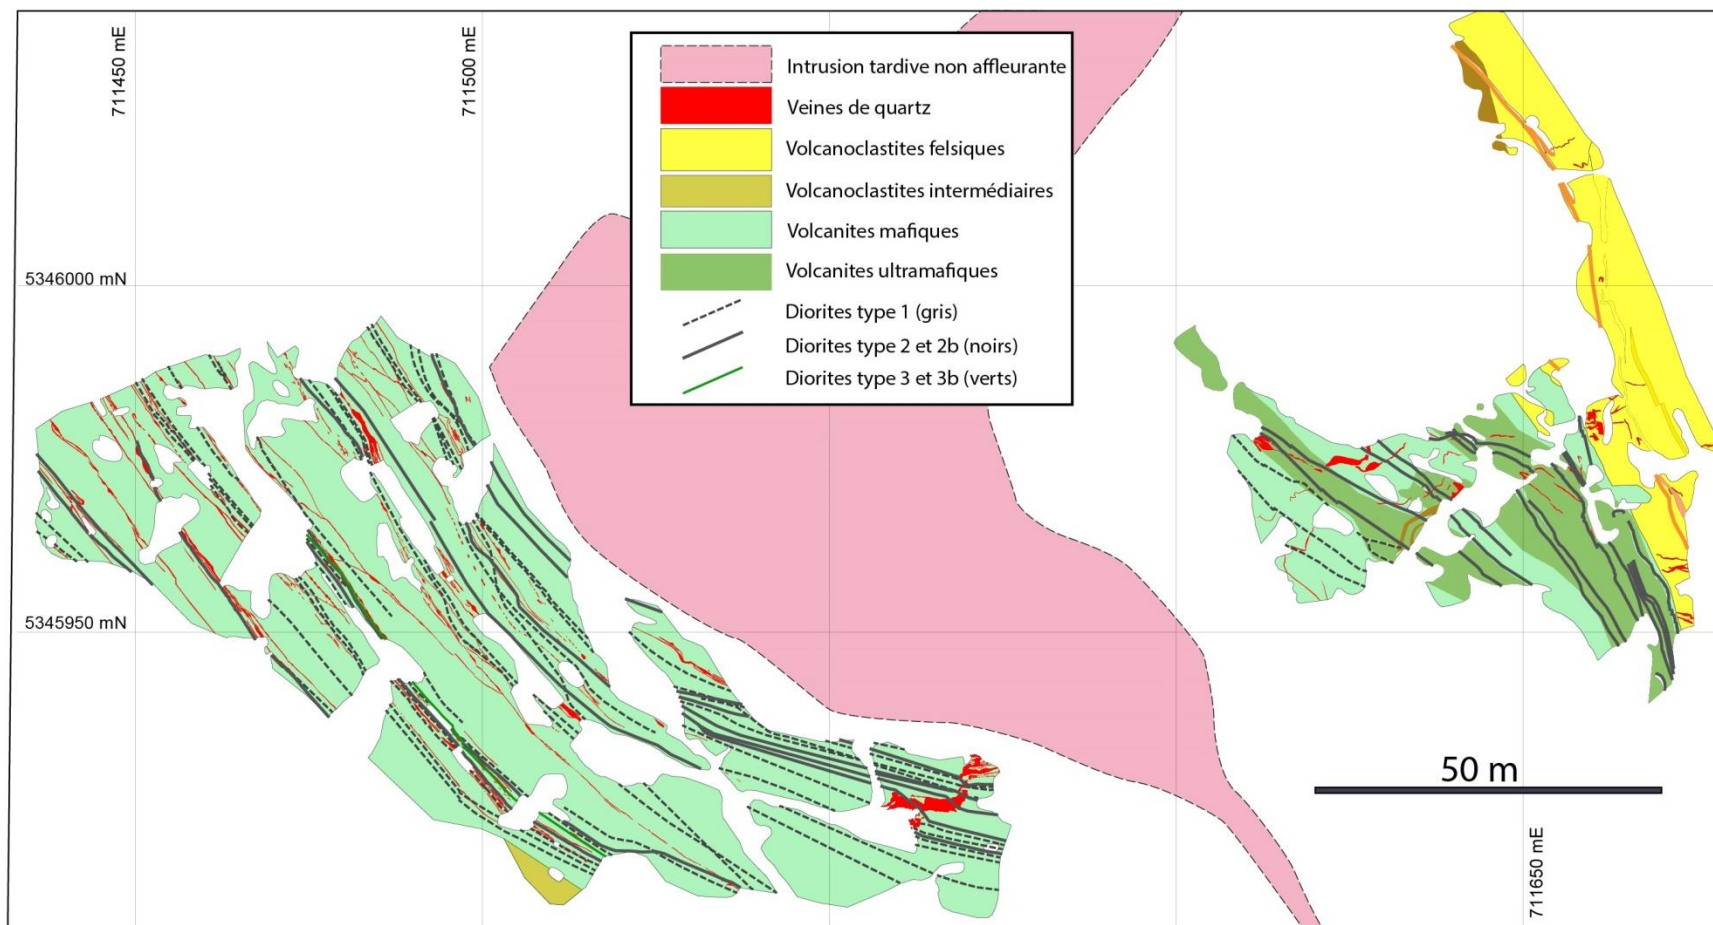 711450 mE
711500 mE
Intrusion tardive non affleurante
Veines de quartz
Volcanoclastites felsiques
Volcanoclastites intermédiaires
Volcanites mafiques
Volcanites ultramafiques
Diorites type 1 (gris)
Diorites type 2 et 2b (noirs)
Diorites type 3 et 3b (verts)
5346000 mN
5345950 mN
50 m
711650 mE